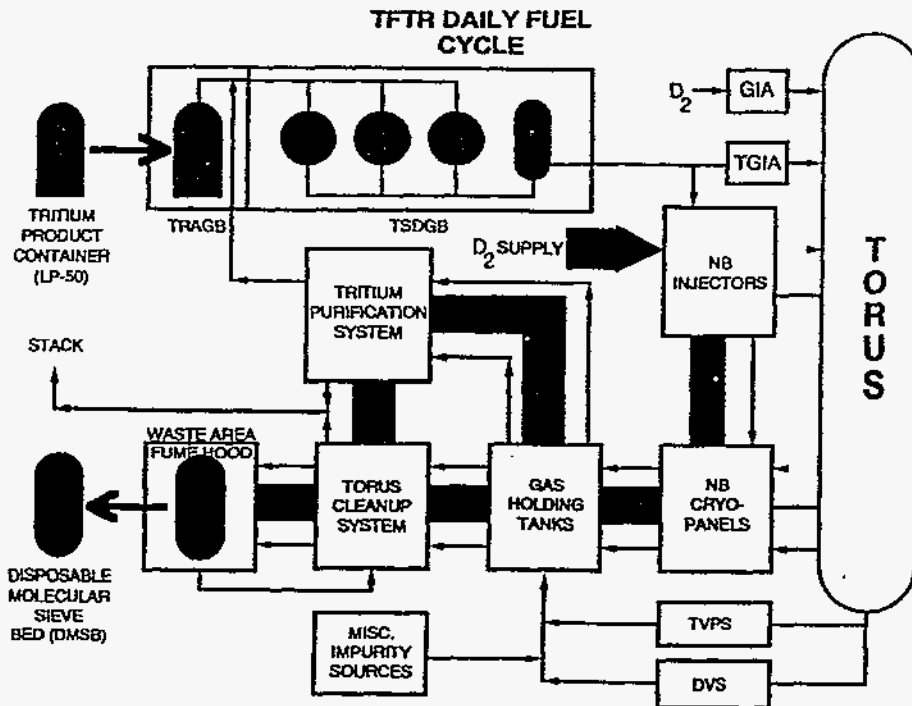 TFTR DAILY FUEL
CYCLE
D2
GIA
TGIA
TRITIUM
PRODUCT
CONTAINER
(LP-50)
TRAGB
TSDGB
D2 SUPPLY
NB
INJECTORS
TORUS
TRITIUM
PURIFICATION
SYSTEM
STACK
WASTE AREA
FUME HOOD
TORUS
CLEANUP
SYSTEM
GAS
HOLDING
TANKS
NB
CRYO-
PANELS
DISPOSABLE
MOLECULAR
SIEVE
BED (DMSB)
MISC.
IMPURITY
SOURCES
TVPS
DVS